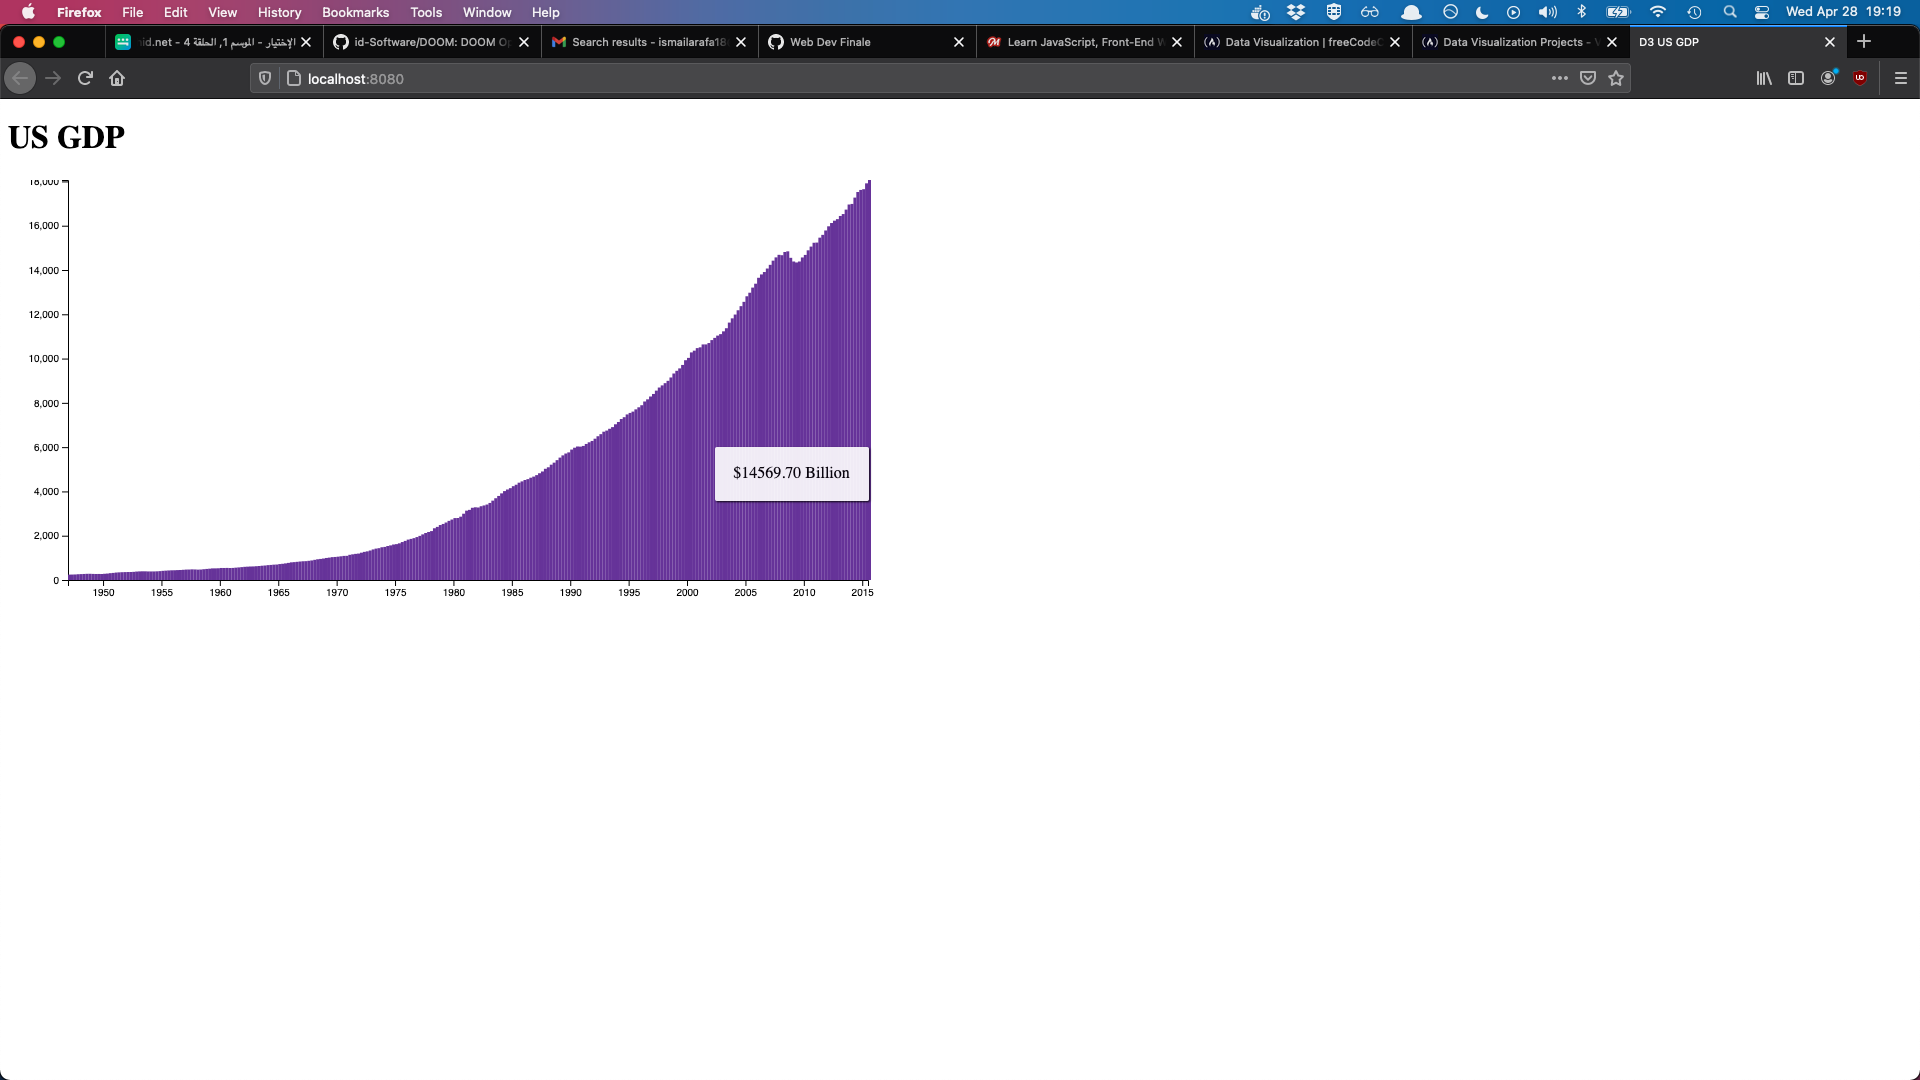 Firefox File Edit View History Bookmarks Tools Window Help Wed Apr 28 19:19
nid.net - الإختيار - الموسم 1, الحلقة 4
id-Software/DOOM: DOOM O
Search results - ismailarafa18
Web Dev Finale
Learn JavaScript, Front-End W
Data Visualization | freeCodeC
Data Visualization Projects - V
D3 US GDP
localhost:8080
US GDP
18,000
16,000
14,000
12,000
10,000
8,000
6,000
$14569.70 Billion
4,000
2,000
0
1950 1955 1960 1965 1970 1975 1980 1985 1990 1995 2000 2005 2010 2015